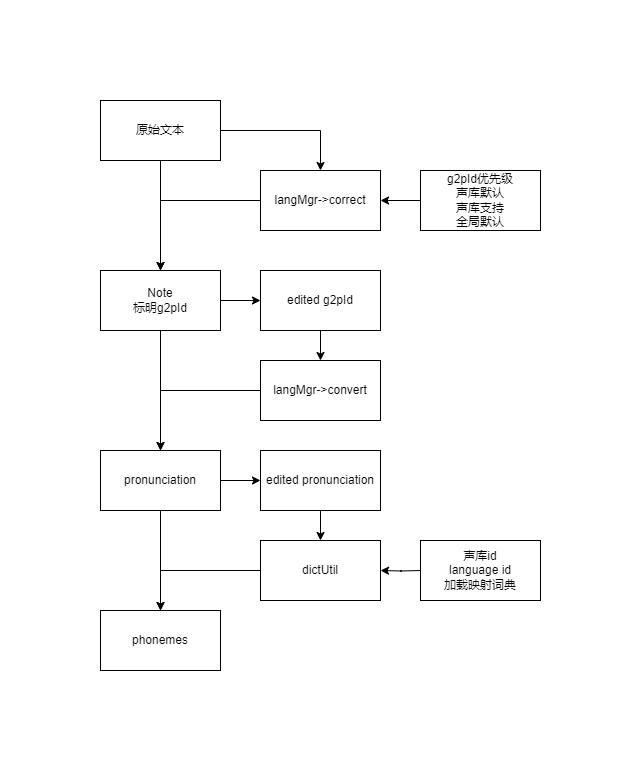 原始文本
langMgr->correct
g2pId优先级
声库默认
声库支持
全局默认
Note
标明g2pId
edited g2pId
langMgr->convert
pronunciation
edited pronunciation
dictUtil
声库id
language id
加载映射词典
phonemes